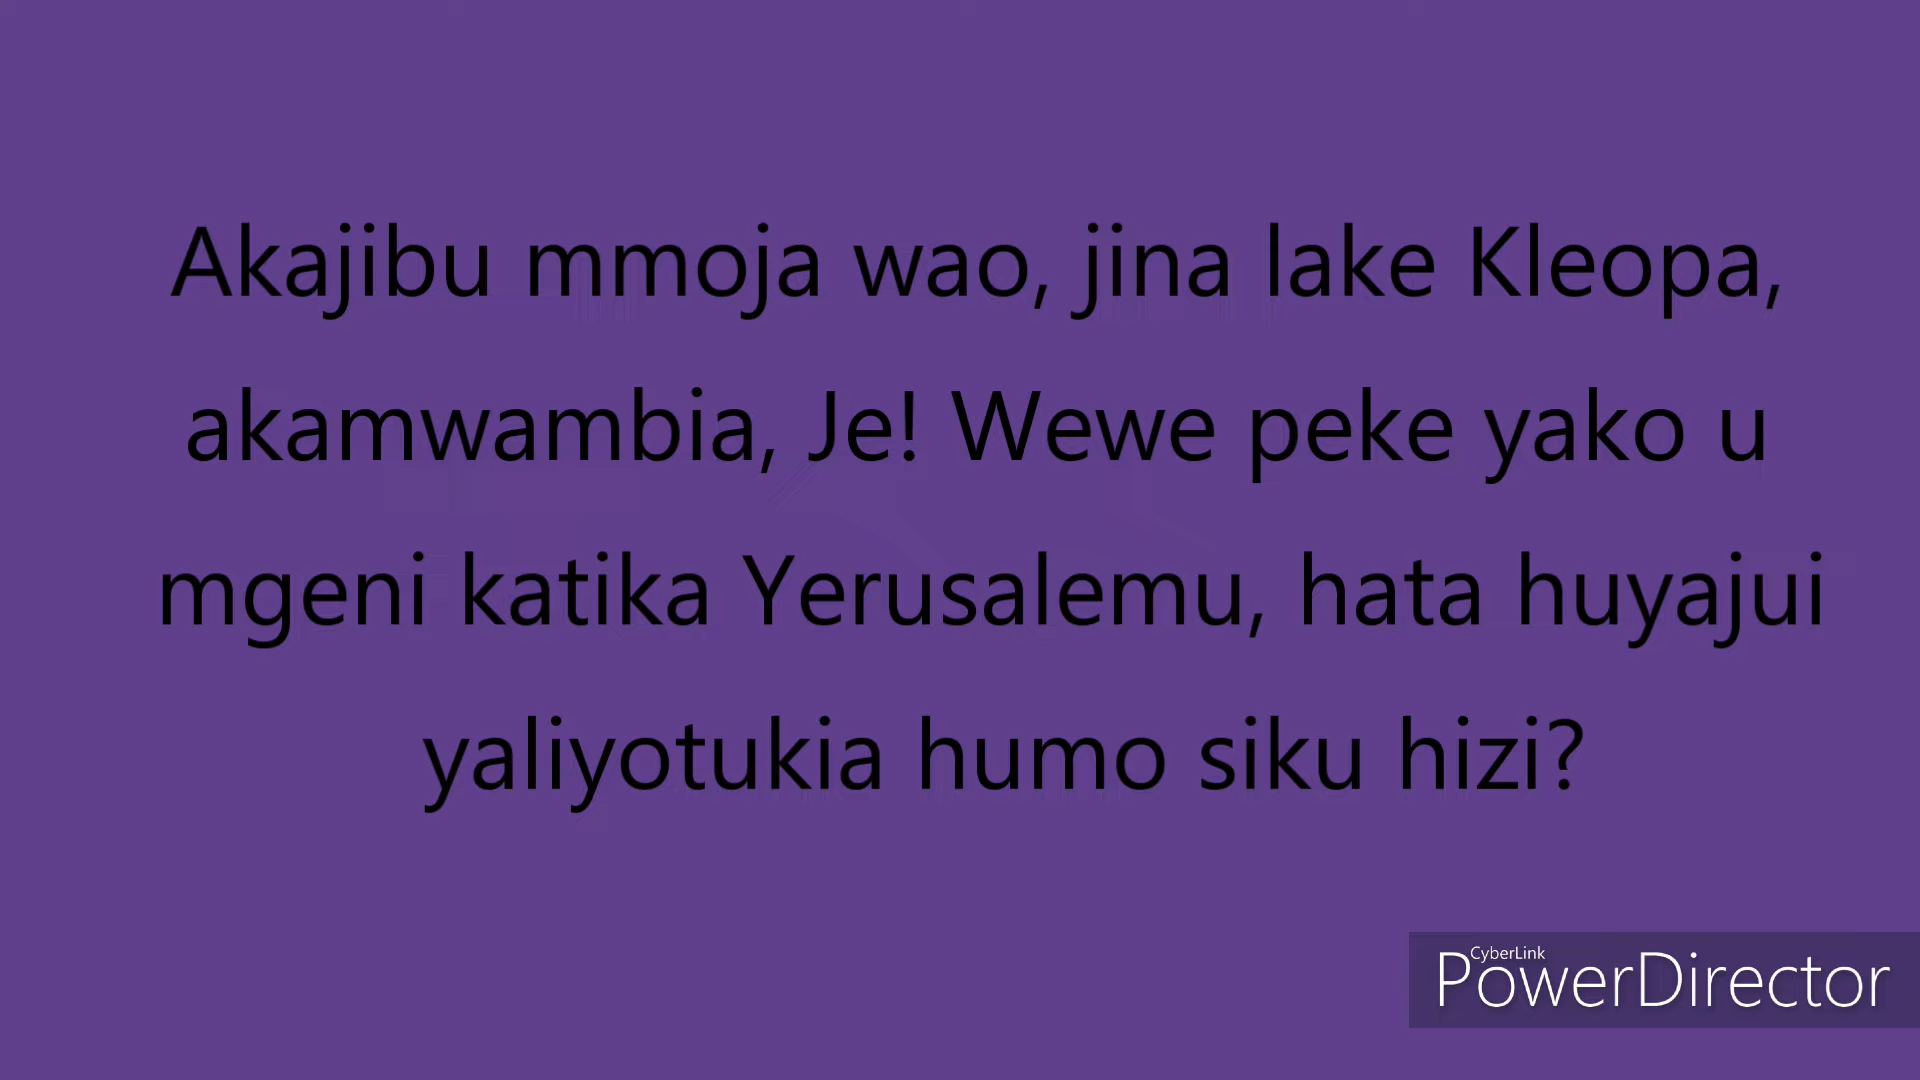 Akajibu mmoja wao, jina lake Kleopa,
akamwambia, Je! Wewe peke yako u
mgeni katika Yerusalemu, hata huyajui
yaliyotukia humo siku hizi?
CyberLink
PowerDirector